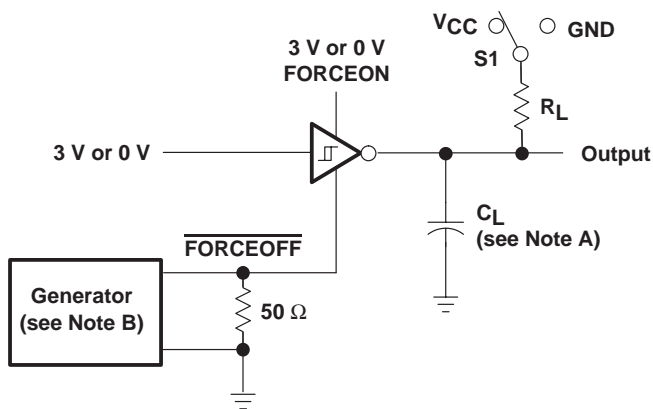 VCC
GND
S1
3 V or 0 V
FORCEON
RL
3 V or 0 V
Output
CL
(see Note A)
FORCEOFF
Generator
(see Note B)
50 Ω